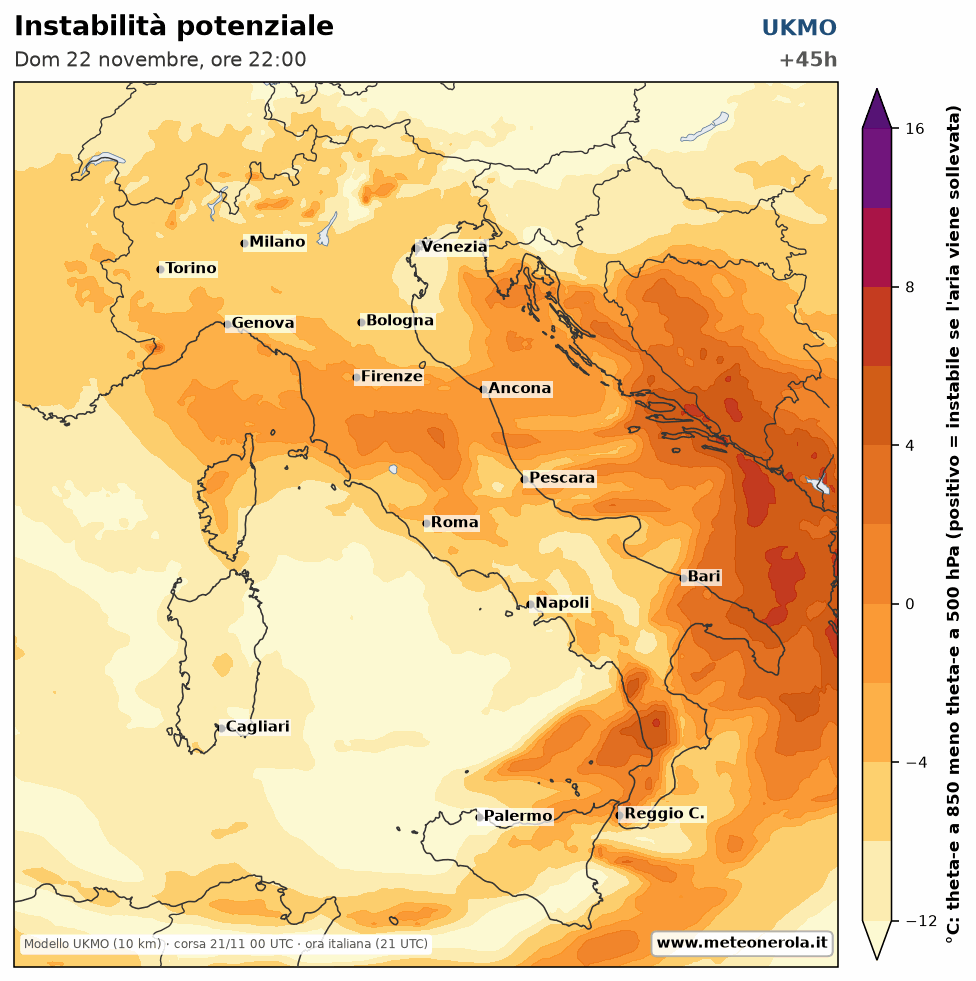 Instabilità potenziale
UKMO
Dom 22 novembre, ore 22:00
+45h
Milano
Venezia
Torino
Genova
Bologna
Firenze
Ancona
Pescara
Roma
Bari
Napoli
Cagliari
Palermo
Reggio C.
Modello UKMO (10 km) · corsa 21/11 00 UTC · ora italiana (21 UTC)
www.meteonerola.it
16
8
4
0
−4
−12
°C: theta-e a 850 meno theta-e a 500 hPa (positivo = instabile se l'aria viene sollevata)